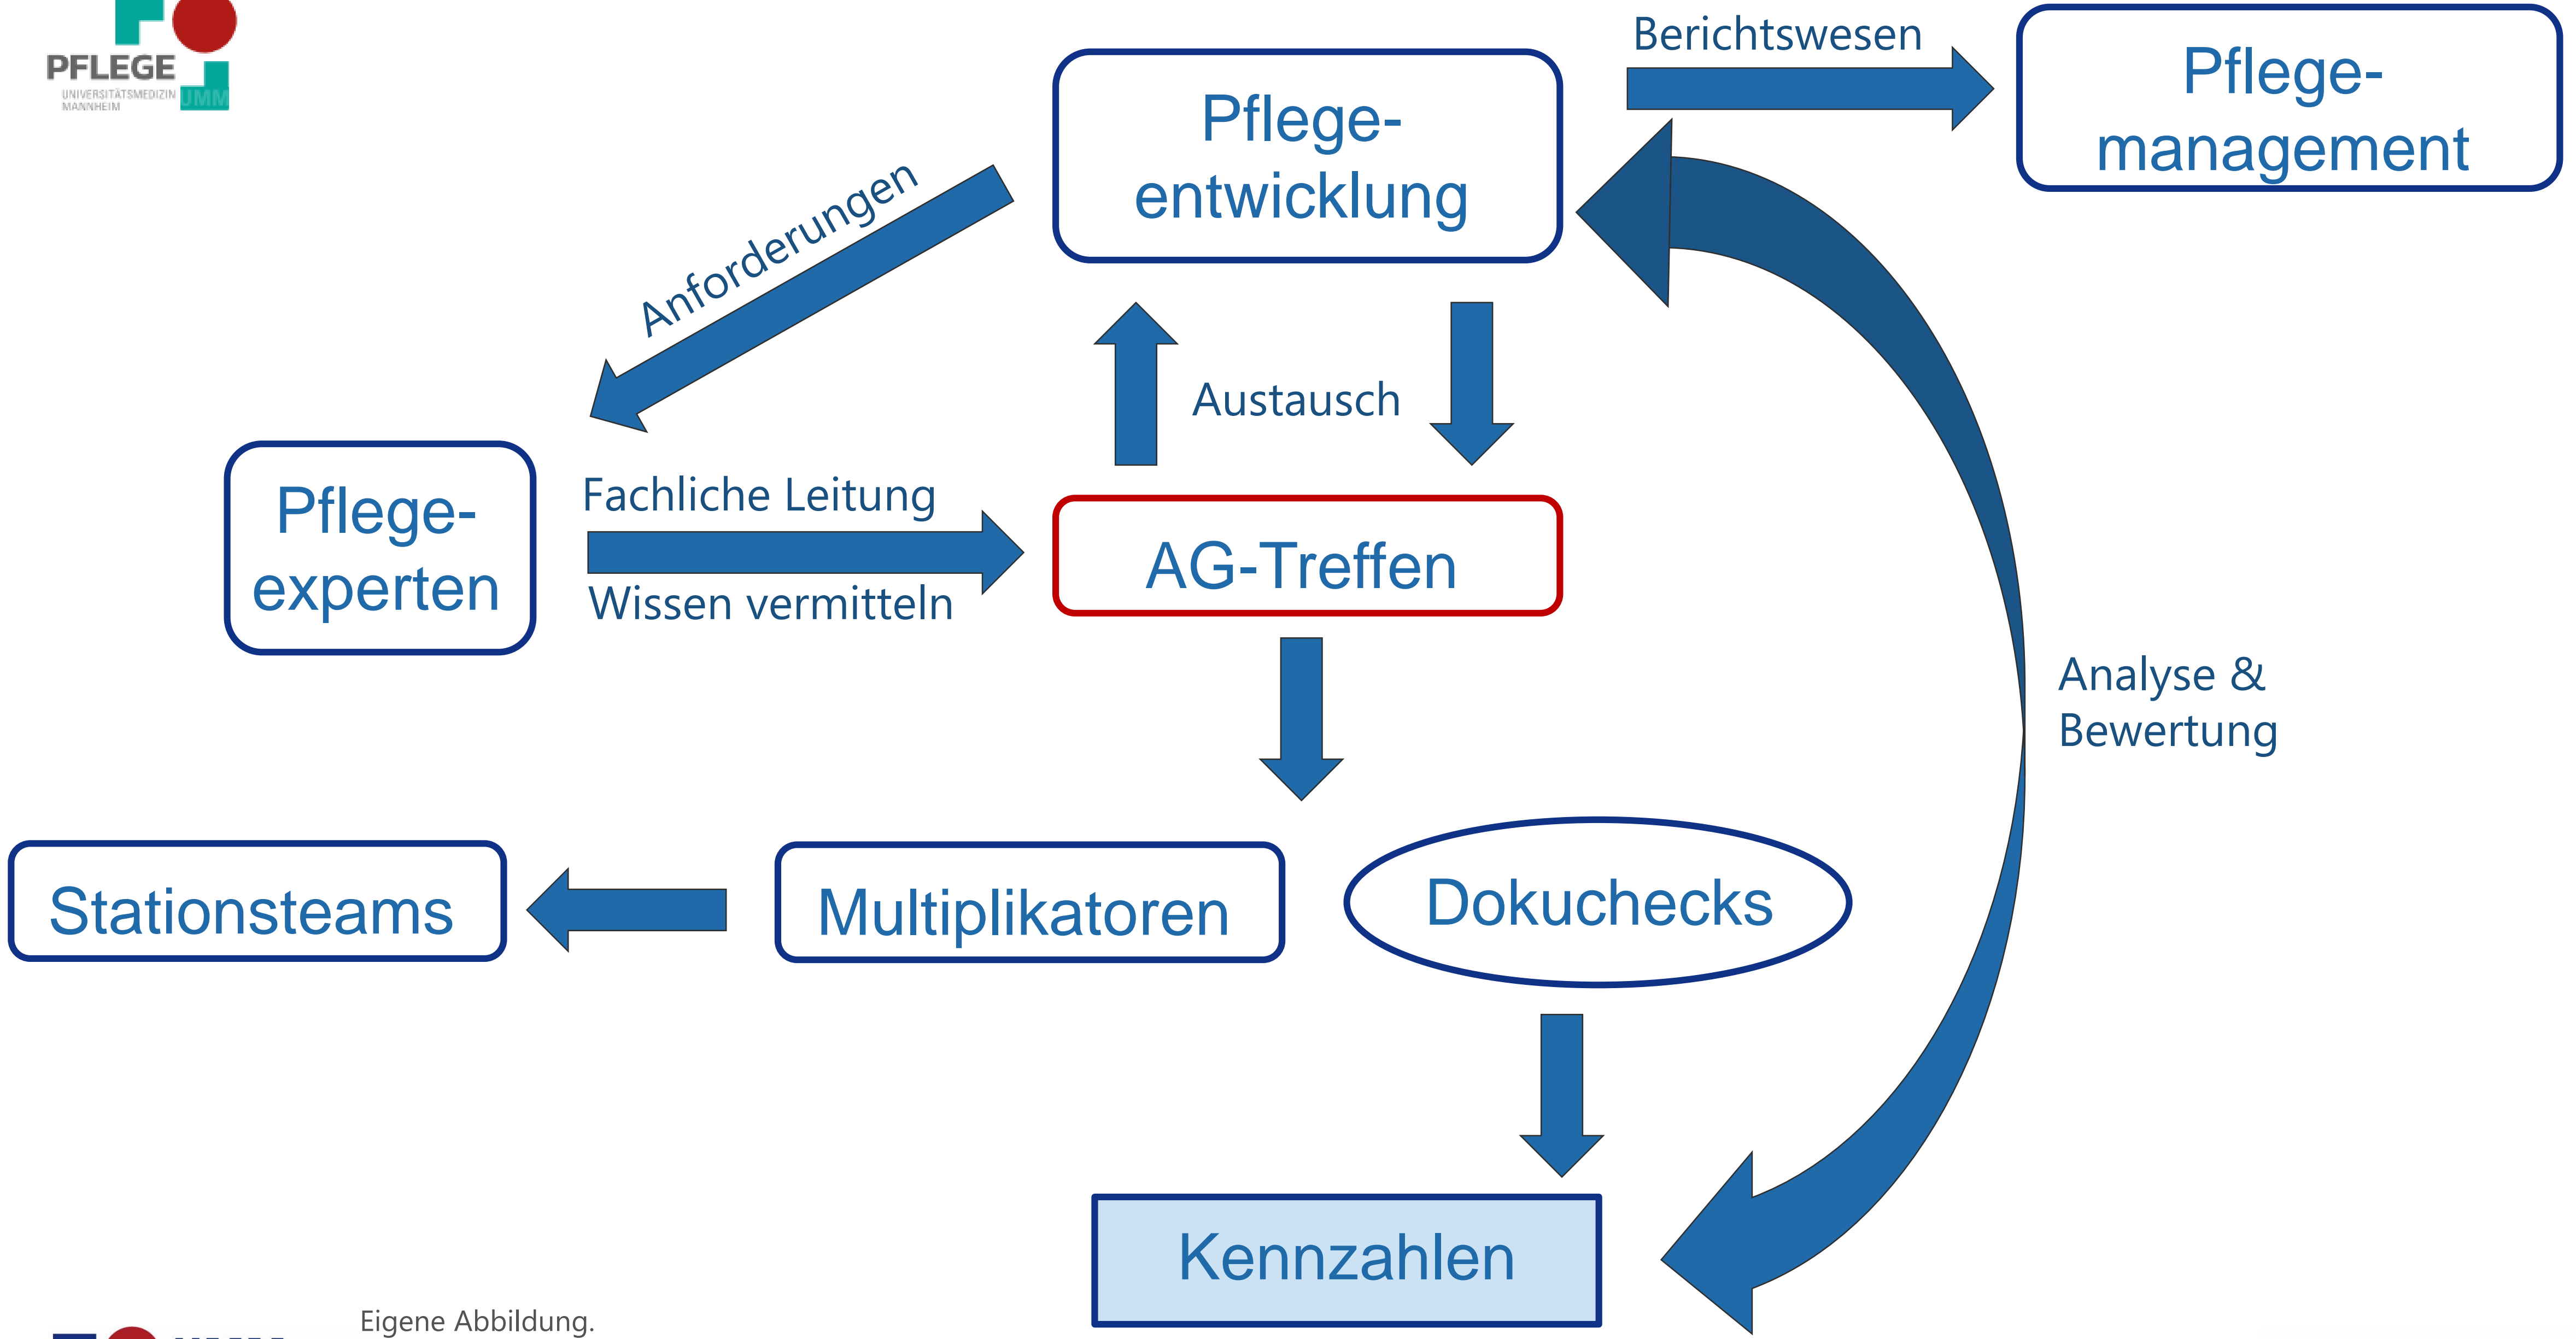 PFLEGE
UNIVERSITÄTSMEDIZIN
MANNHEIM
UMM
Berichtswesen
Pflege-
management
Pflege-
entwicklung
Anforderungen
Austausch
Pflege-
experten
Fachliche Leitung
Wissen vermitteln
AG-Treffen
Analyse &
Bewertung
Stationsteams
Multiplikatoren
Dokuchecks
Kennzahlen
Eigene Abbildung.